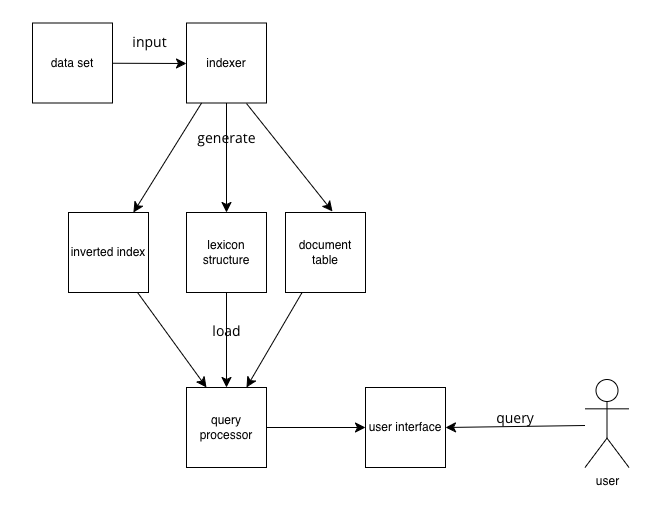 input
data set
indexer
generate
inverted index
lexicon
structure
document
table
load
query
processor
user interface
query
user